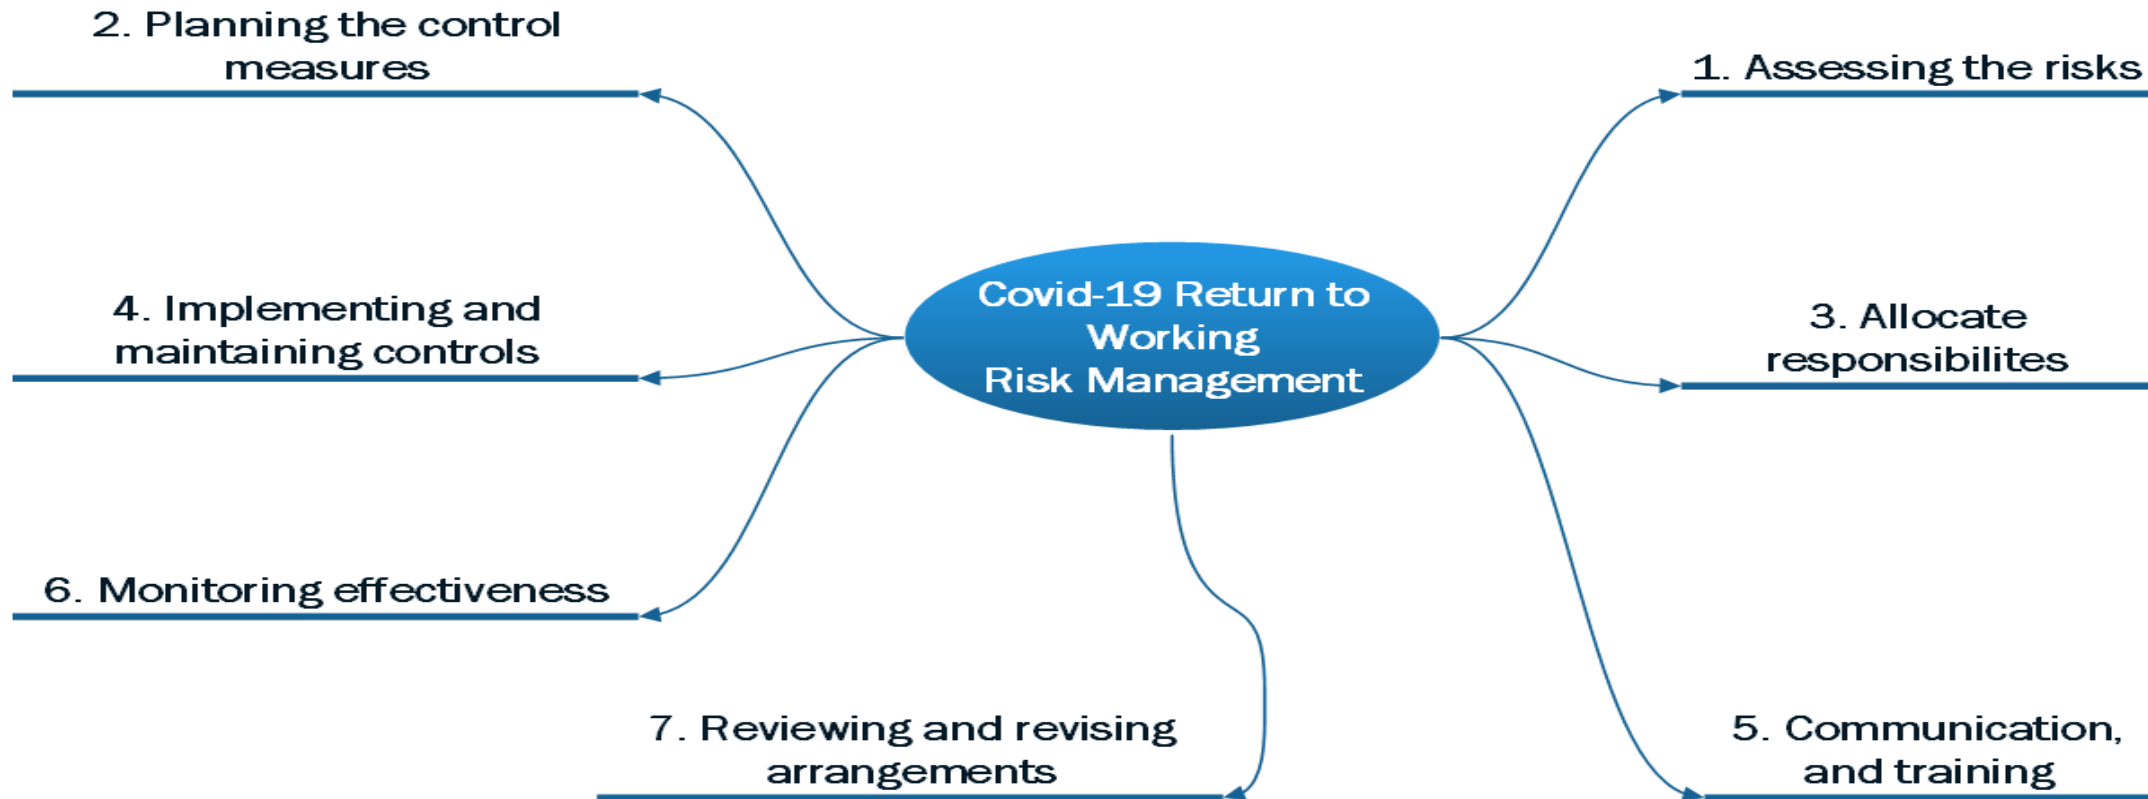 2. Planning the control
measures
1. Assessing the risks
4. Implementing and
maintaining controls
Covid-19 Return to
Working
Risk Management
3. Allocate
responsibilites
6. Monitoring effectiveness
7. Reviewing and revising
arrangements
5. Communication,
and training